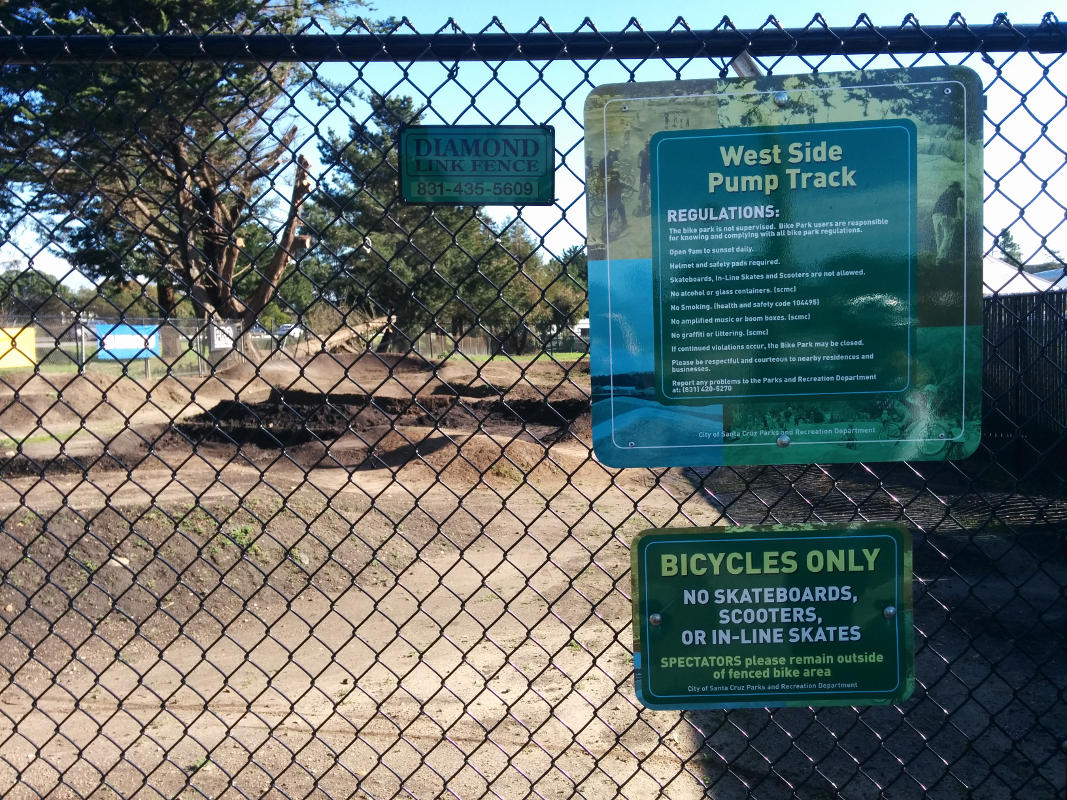 DIAMOND
LINK FENCE
831-435-5609
West Side
Pump Track
REGULATIONS:
The bike park is not supervised. Bike Park users are responsible
for knowing and complying with all bike park regulations.
Open 9am to sunset daily.
Helmet and safety pads required.
Skateboards, In-Line Skates and Scooters are not allowed.
No alcohol or glass containers. [scmc]
No Smoking. [health and safety code 104495]
No amplified music or boom boxes. [scmc]
No graffiti or littering. [scmc]
If continued violations occur, the Bike Park may be closed.
Please be respectful and courteous to nearby residences and
businesses.
Report any problems to the Parks and Recreation Department
at: (831) 420-5270
City of Santa Cruz Parks and Recreation Department
BICYCLES ONLY
NO SKATEBOARDS,
SCOOTERS,
OR IN-LINE SKATES
SPECTATORS please remain outside
of fenced bike area
City of Santa Cruz Parks and Recreation Department